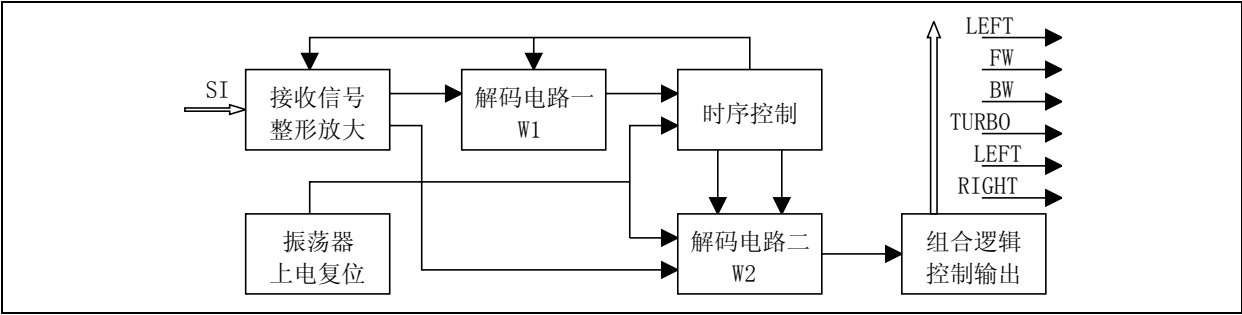 SI
接收信号
整形放大
解码电路一
W1
时序控制
振荡器
上电复位
解码电路二
W2
组合逻辑
控制输出
LEFT
FW
BW
TURBO
LEFT
RIGHT